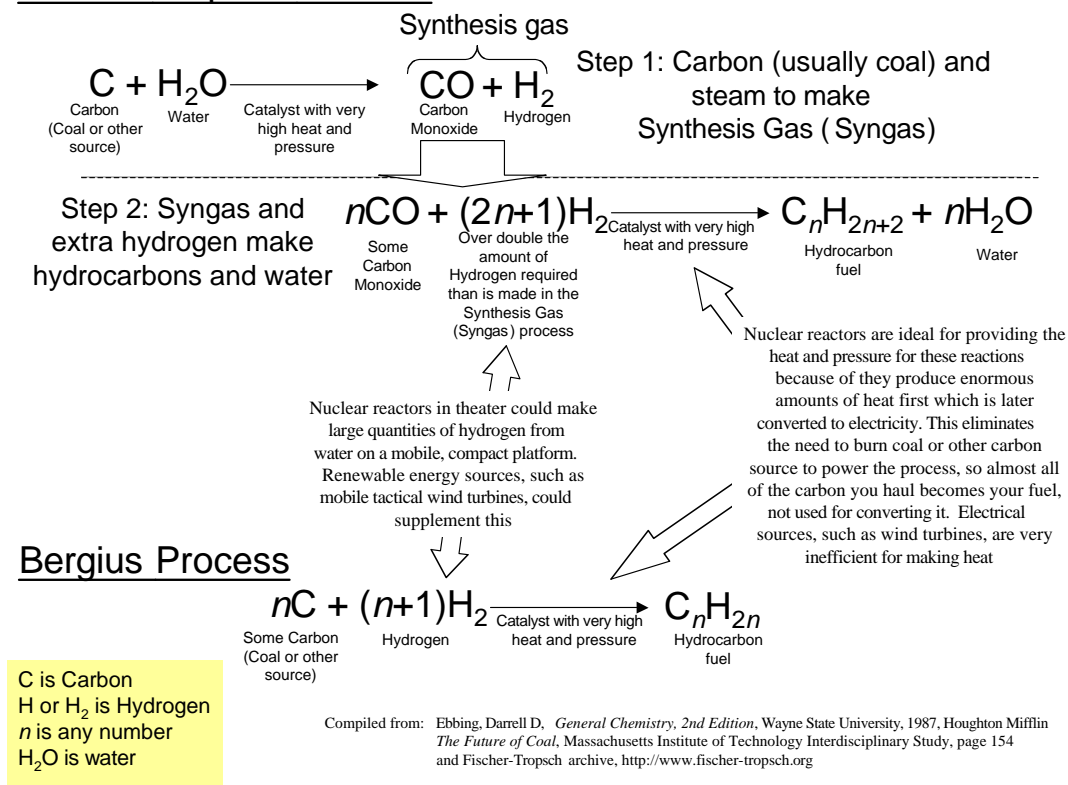 Synthesis gas
C + H₂O → CO + H₂
Carbon
(Coal or other
source)
Water
Catalyst with very
high heat and
pressure
Carbon
Monoxide
Hydrogen
Step 1: Carbon (usually coal) and
steam to make
Synthesis Gas (Syngas)
Step 2: Syngas and
extra hydrogen make
hydrocarbons and water
nCO + (2n+1)H₂ → CₙH₂ₙ₊₂ + nH₂O
Some
Carbon
Monoxide
Over double the
amount of
Hydrogen required
than is made in the
Synthesis Gas
(Syngas) process
Catalyst with very high
heat and pressure
Hydrocarbon
fuel
Water
Nuclear reactors are ideal for providing the
heat and pressure for these reactions
because of they produce enormous
amounts of heat first which is later
converted to electricity. This eliminates
the need to burn coal or other carbon
source to power the process, so almost all
of the carbon you haul becomes your fuel,
not used for converting it. Electrical
sources, such as wind turbines, are very
inefficient for making heat
Nuclear reactors in theater could make
large quantities of hydrogen from
water on a mobile, compact platform.
Renewable energy sources, such as
mobile tactical wind turbines, could
supplement this
Bergius Process
nC + (n+1)H₂ → CₙH₂ₙ
Some Carbon
(Coal or other
source)
Hydrogen
Catalyst with very high
heat and pressure
Hydrocarbon
fuel
C is Carbon
H or H₂ is Hydrogen
n is any number
H₂O is water
Compiled from: Ebbing, Darrell D, General Chemistry, 2nd Edition, Wayne State University, 1987, Houghton Mifflin
The Future of Coal, Massachusetts Institute of Technology Interdisciplinary Study, page 154
and Fischer-Tropsch archive, http://www.fischer-tropsch.org